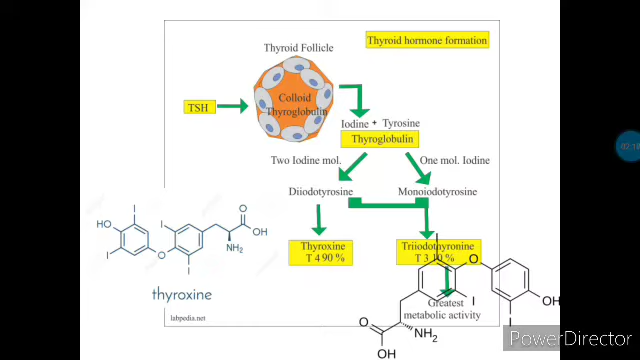 Thyroid hormone formation
Thyroid Follicle
TSH
Colloid
Thyroglobulin
Iodine + Tyrosine
Thyroglobulin
Two Iodine mol.
One mol. Iodine
Diiodotyrosine
Monoiodotyrosine
Thyroxine
T 4 90 %
Triiodothyronine
T 3 10 %
Greatest
metabolic activity
HO
I
I
O
I
I
O
OH
NH₂
thyroxine
labpedia.net
I
I
O
I
OH
O
OH
NH₂
PowerDirector